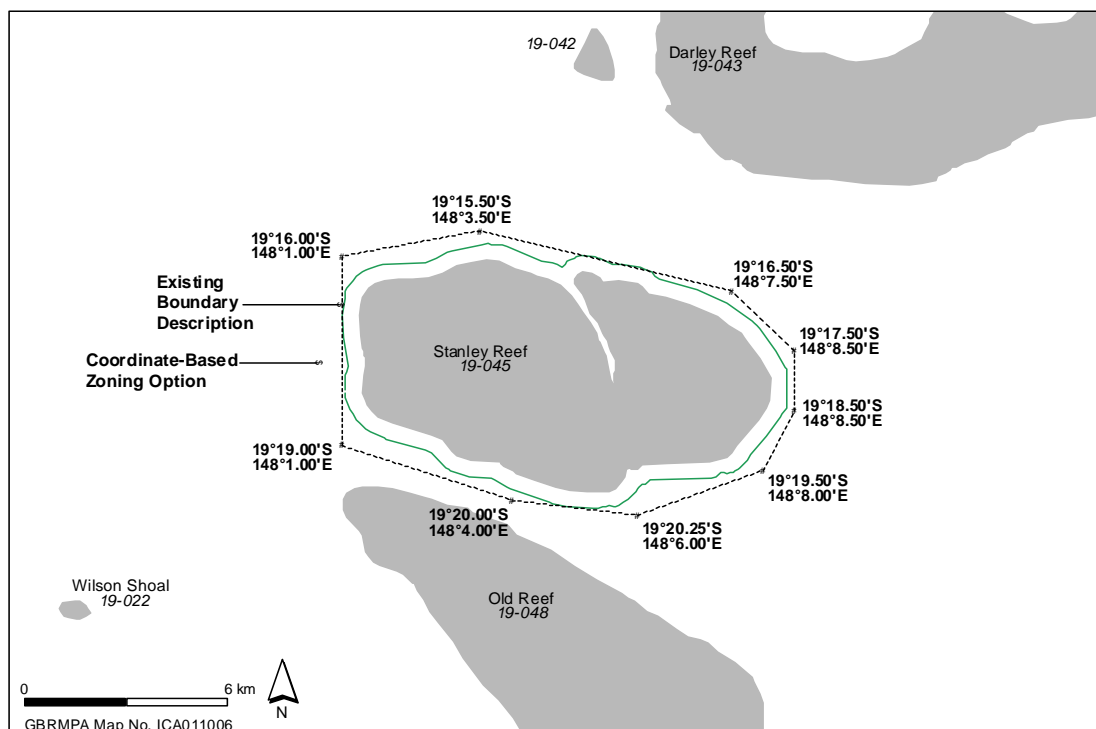 19-042
Darley Reef
19-043
19°15.50'S
148°3.50'E
19°16.00'S
148°1.00'E
19°16.50'S
148°7.50'E
Existing
Boundary
Description
19°17.50'S
148°8.50'E
Coordinate-Based
Zoning Option
Stanley Reef
19-045
19°18.50'S
148°8.50'E
19°19.00'S
148°1.00'E
19°19.50'S
148°8.00'E
19°20.00'S
148°4.00'E
19°20.25'S
148°6.00'E
Wilson Shoal
19-022
Old Reef
19-048
0 6 km
N
GBRMPA Map No. ICA011006